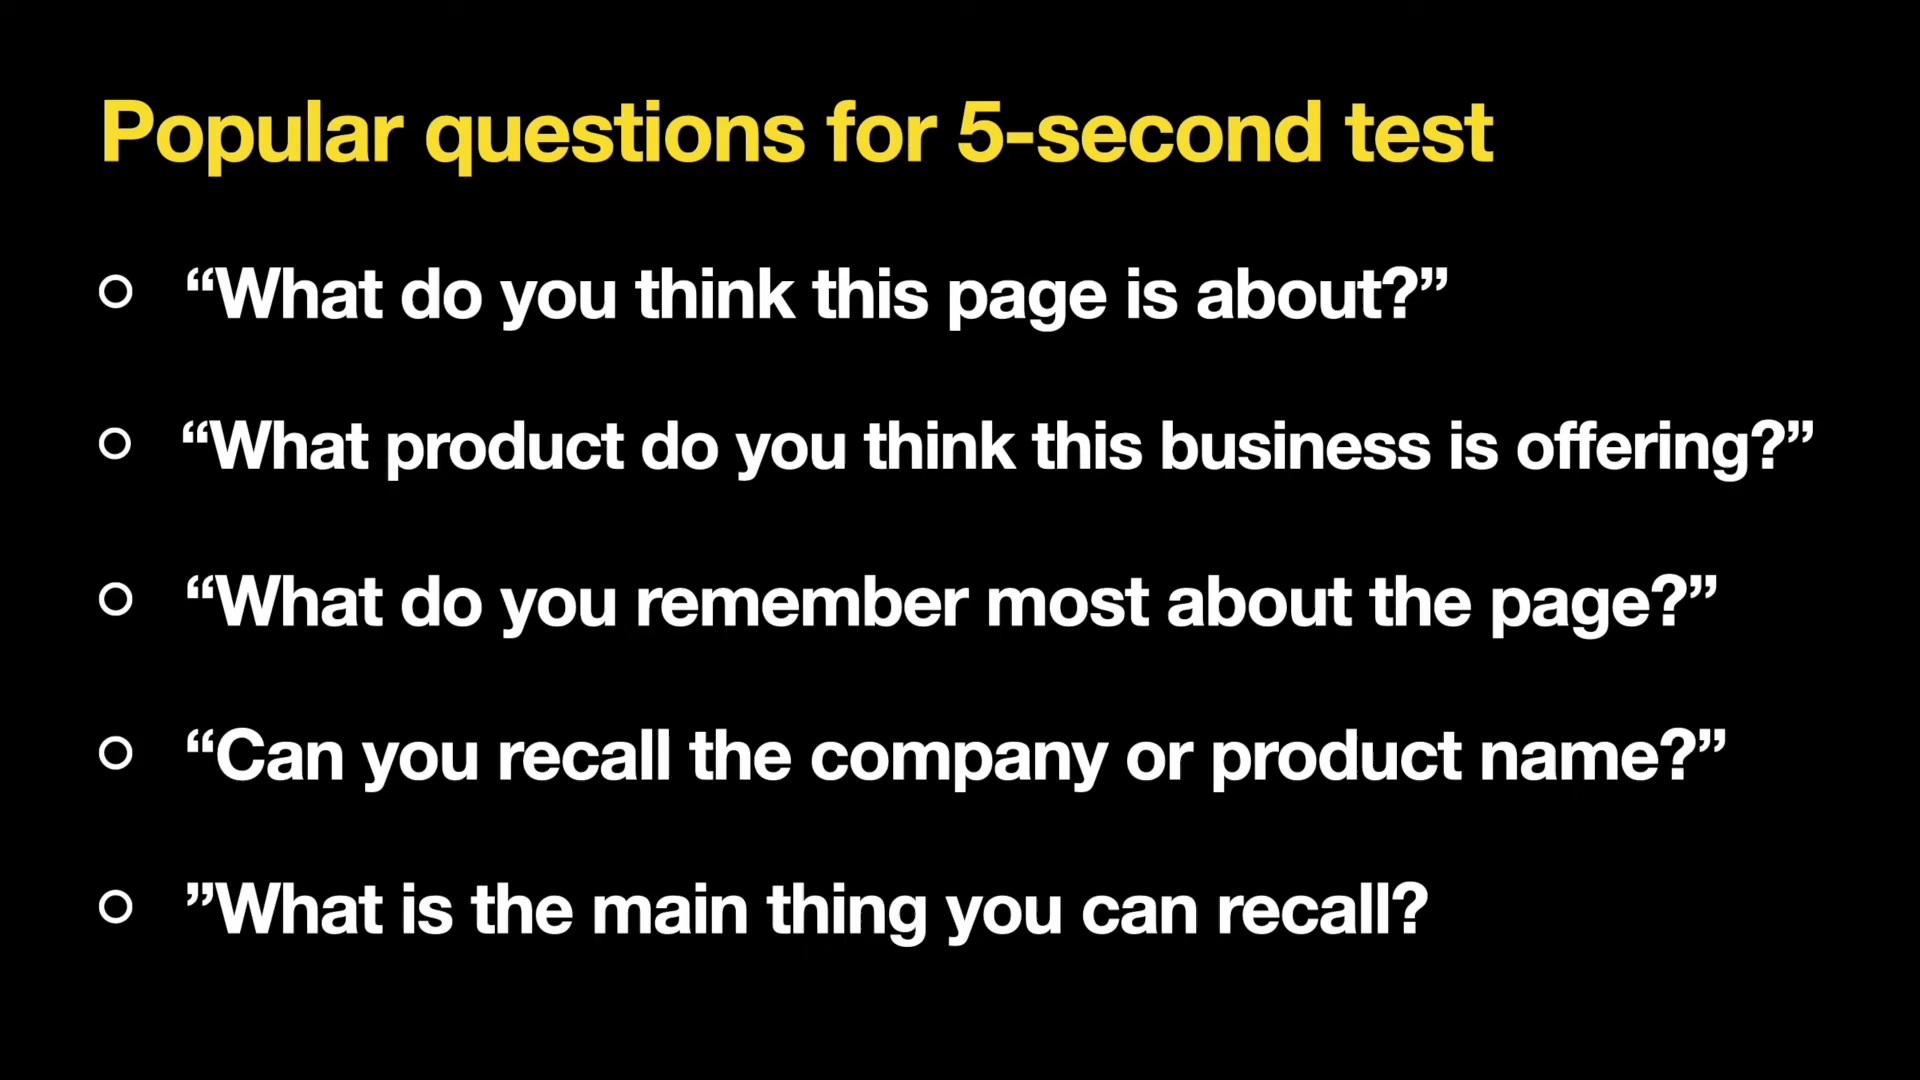 Popular questions for 5-second test
“What do you think this page is about?”
“What product do you think this business is offering?”
“What do you remember most about the page?”
“Can you recall the company or product name?”
”What is the main thing you can recall?